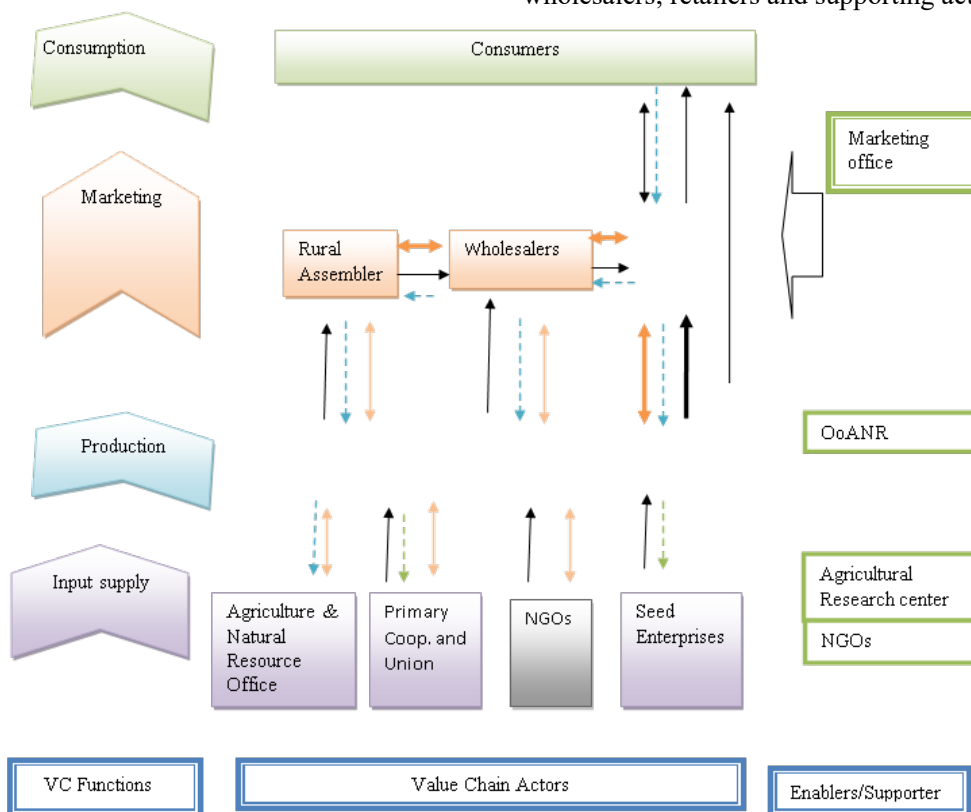 wholesalers, retailers and supporting
Consumption
Consumers
Marketing
office
Marketing
Rural
Assembler
Wholesalers
Production
OoANR
Input supply
Agriculture &
Natural
Resource
Office
Primary
Coop. and
Union
NGOs
Seed
Enterprises
Agricultural
Research center
NGOs
VC Functions
Value Chain Actors
Enablers/Supporter